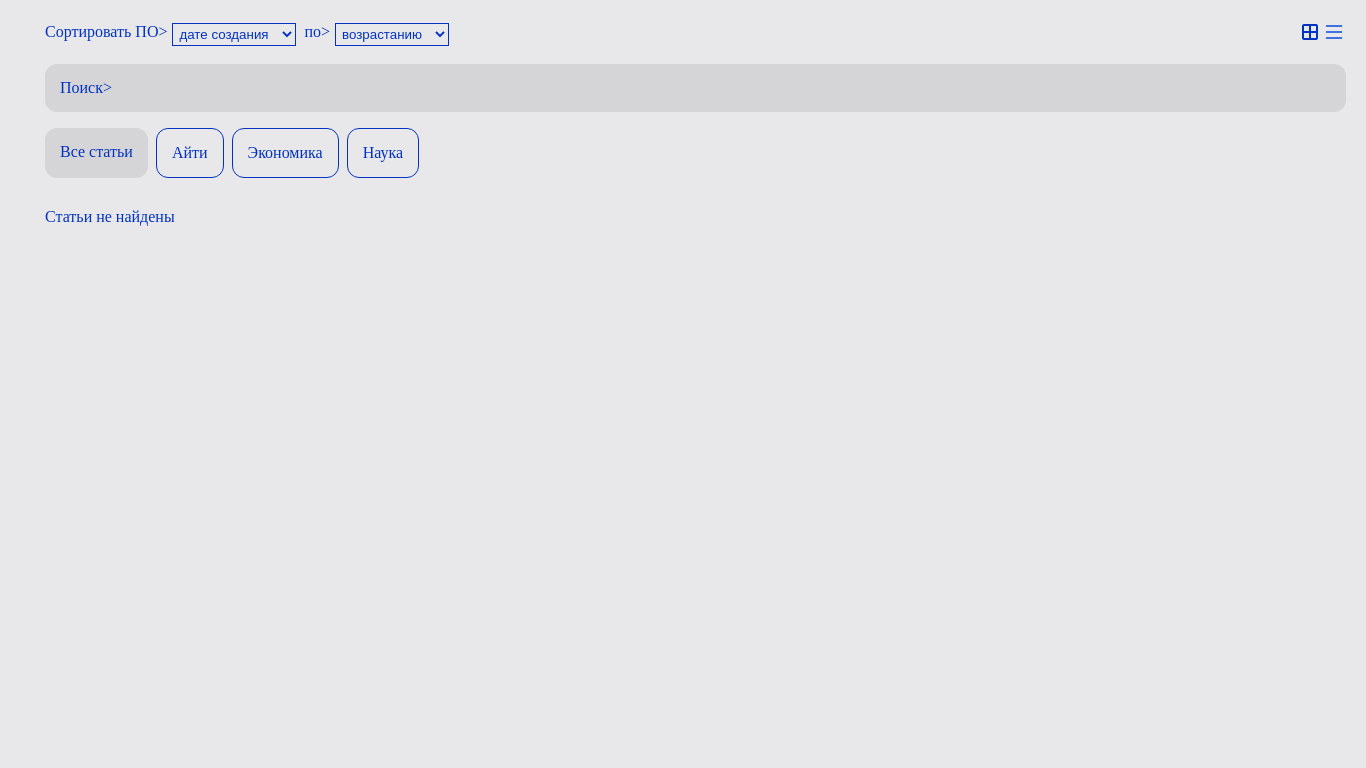 Сортировать ПО> дате создания по> возрастанию
Поиск>
Все статьи Айти Экономика Наука
Статьи не найдены